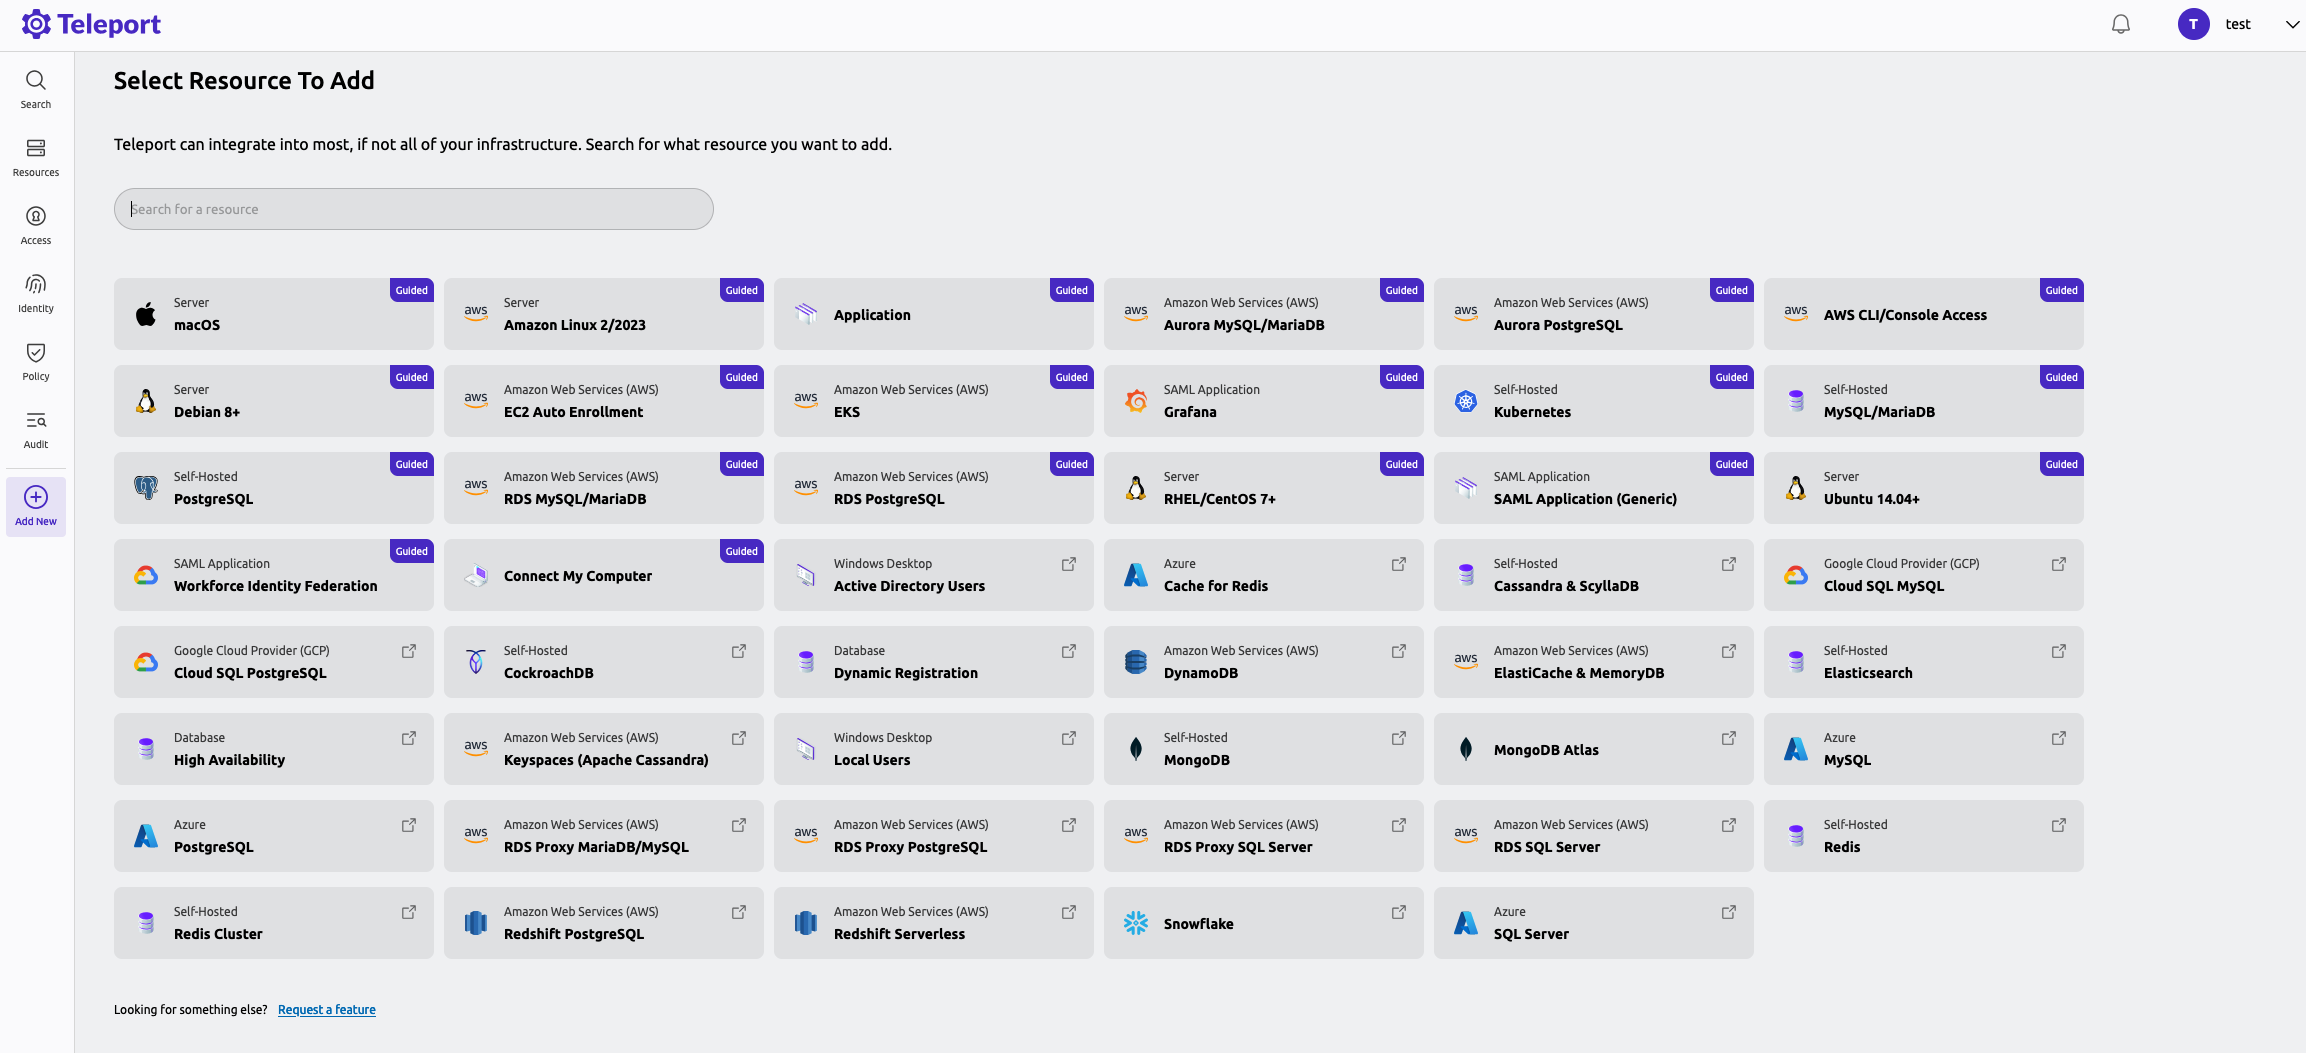 Teleport
T
test
Search
Resources
Access
Identity
Policy
Audit
Add New
Select Resource To Add
Teleport can integrate into most, if not all of your infrastructure. Search for what resource you want to add.
Search for a resource
Server
macOS
Guided
aws
Server
Amazon Linux 2/2023
Guided
Application
Guided
aws
Amazon Web Services (AWS)
Aurora MySQL/MariaDB
Guided
aws
Amazon Web Services (AWS)
Aurora PostgreSQL
Guided
aws
AWS CLI/Console Access
Guided
Server
Debian 8+
Guided
aws
Amazon Web Services (AWS)
EC2 Auto Enrollment
Guided
aws
Amazon Web Services (AWS)
EKS
Guided
SAML Application
Grafana
Guided
Self-Hosted
Kubernetes
Guided
Self-Hosted
MySQL/MariaDB
Guided
Self-Hosted
PostgreSQL
Guided
aws
Amazon Web Services (AWS)
RDS MySQL/MariaDB
Guided
aws
Amazon Web Services (AWS)
RDS PostgreSQL
Guided
Server
RHEL/CentOS 7+
Guided
SAML Application
SAML Application (Generic)
Guided
Server
Ubuntu 14.04+
Guided
SAML Application
Workforce Identity Federation
Guided
Connect My Computer
Guided
Windows Desktop
Active Directory Users
Azure
Cache for Redis
Self-Hosted
Cassandra & ScyllaDB
Google Cloud Provider (GCP)
Cloud SQL MySQL
Google Cloud Provider (GCP)
Cloud SQL PostgreSQL
Self-Hosted
CockroachDB
Database
Dynamic Registration
Amazon Web Services (AWS)
DynamoDB
aws
Amazon Web Services (AWS)
ElastiCache & MemoryDB
Self-Hosted
Elasticsearch
Database
High Availability
aws
Amazon Web Services (AWS)
Keyspaces (Apache Cassandra)
Windows Desktop
Local Users
Self-Hosted
MongoDB
MongoDB Atlas
Azure
MySQL
Azure
PostgreSQL
aws
Amazon Web Services (AWS)
RDS Proxy MariaDB/MySQL
aws
Amazon Web Services (AWS)
RDS Proxy PostgreSQL
aws
Amazon Web Services (AWS)
RDS Proxy SQL Server
aws
Amazon Web Services (AWS)
RDS SQL Server
Self-Hosted
Redis
Self-Hosted
Redis Cluster
Amazon Web Services (AWS)
Redshift PostgreSQL
Amazon Web Services (AWS)
Redshift Serverless
Snowflake
Azure
SQL Server
Looking for something else? Request a feature